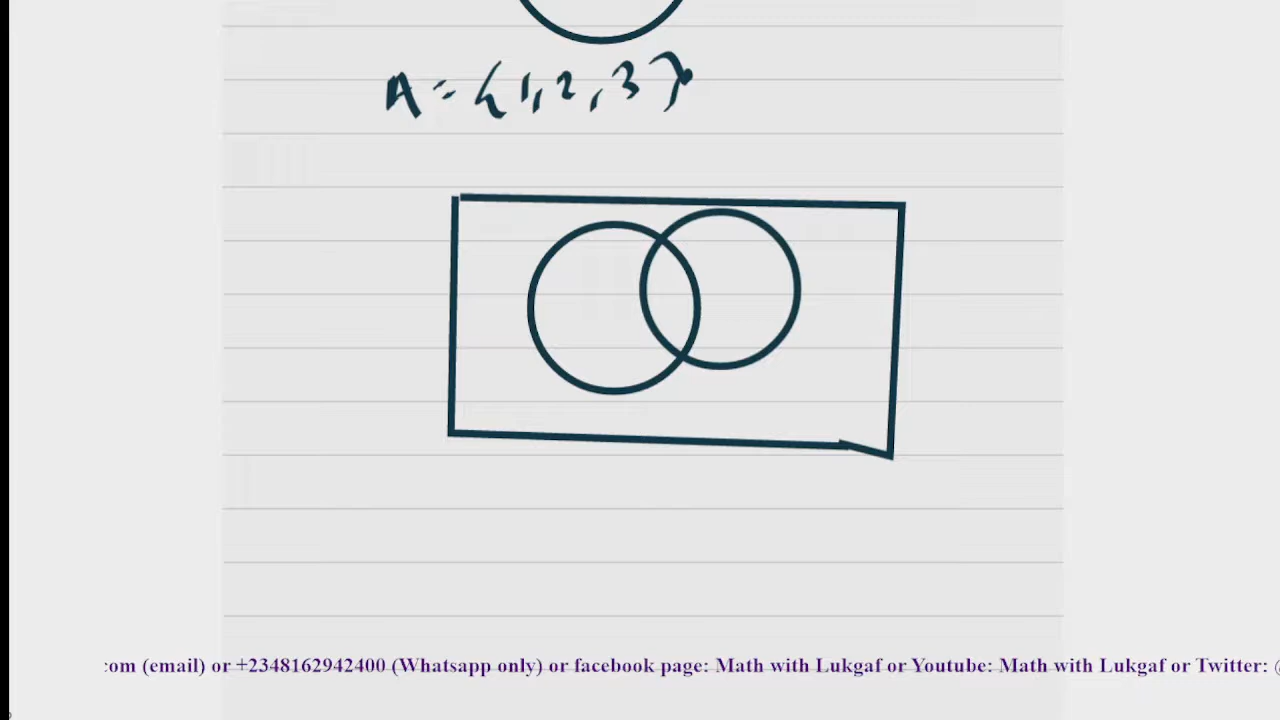 A = {1, 2, 3}
:om (email) or +2348162942400 (Whatsapp only) or facebook page: Math with Lukgaf or Youtube: Math with Lukgaf or Twitter: @